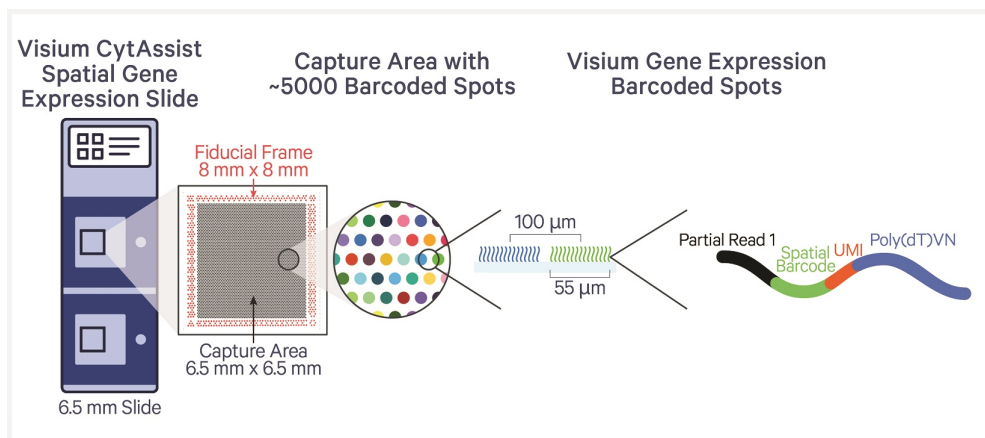 Visium CytAssist
Spatial Gene
Expression Slide
Capture Area with
~5000 Barcoded Spots
Visium Gene Expression
Barcoded Spots
Fiducial Frame
8 mm x 8 mm
100 µm
55 µm
Partial Read 1
Spatial
Barcode
UMI
Poly(dT)VN
Capture Area
6.5 mm x 6.5 mm
6.5 mm Slide